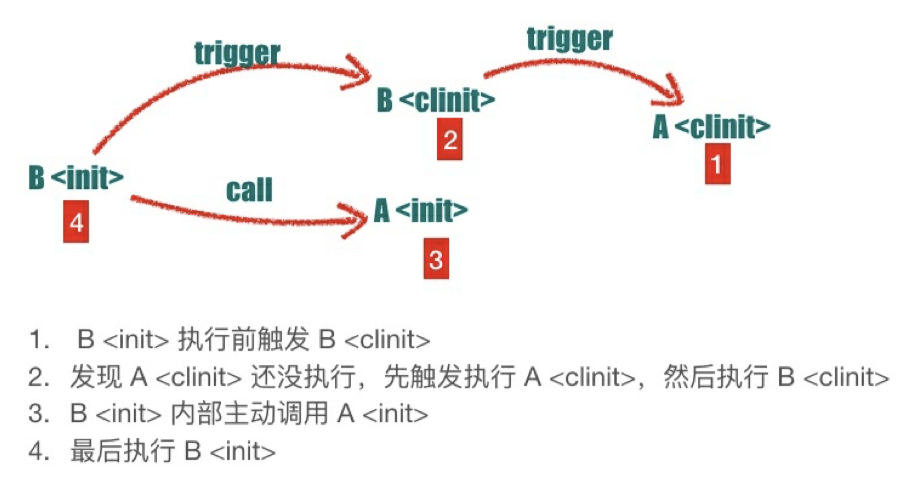 trigger
trigger
B <clinit>
2
A <clinit>
1
B <init>
4
call
A <init>
3
1. B <init> 执行前触发 B <clinit>
2. 发现 A <clinit> 还没执行，先触发执行 A <clinit>，然后执行 B <clinit>
3. B <init> 内部主动调用 A <init>
4. 最后执行 B <init>